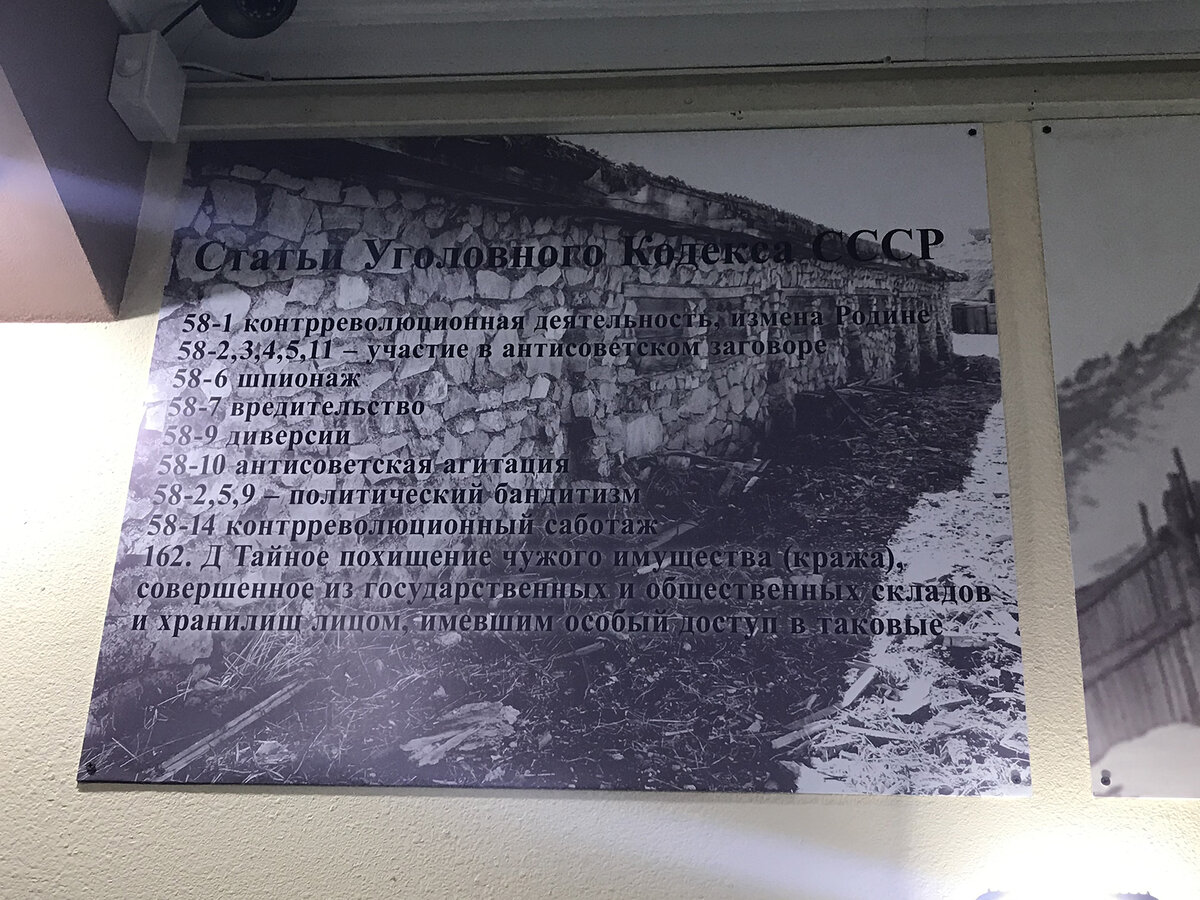 Статьи Уголовного Кодекса СССР
58-1 контрреволюционная деятельность, измена Родине
58-2,3,4,5,11 – участие в антисоветском заговоре
58-6 шпионаж
58-7 вредительство
58-9 диверсии
58-10 антисоветская агитация
58-2,5,9 – политический бандитизм
58-14 контрреволюционный саботаж
162. Д Тайное похищение чужого имущества (кража),
совершенное из государственных и общественных складов
и хранилищ лицом, имевшим особый доступ в таковые